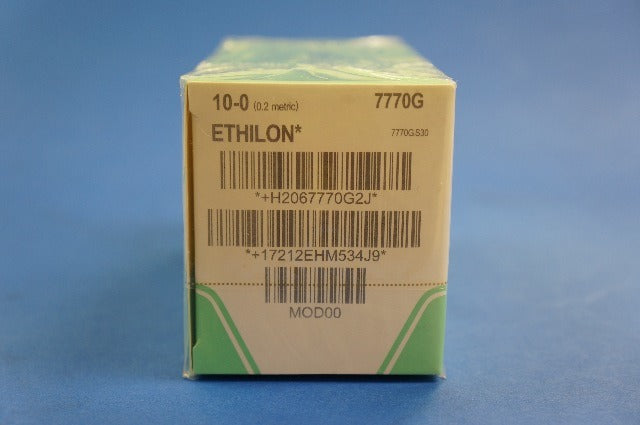 10-0 (0.2 metric) 7770G
ETHILON* 7770G.S30
*+H2067770G2J*
*+17212EHM534J9*
MOD00